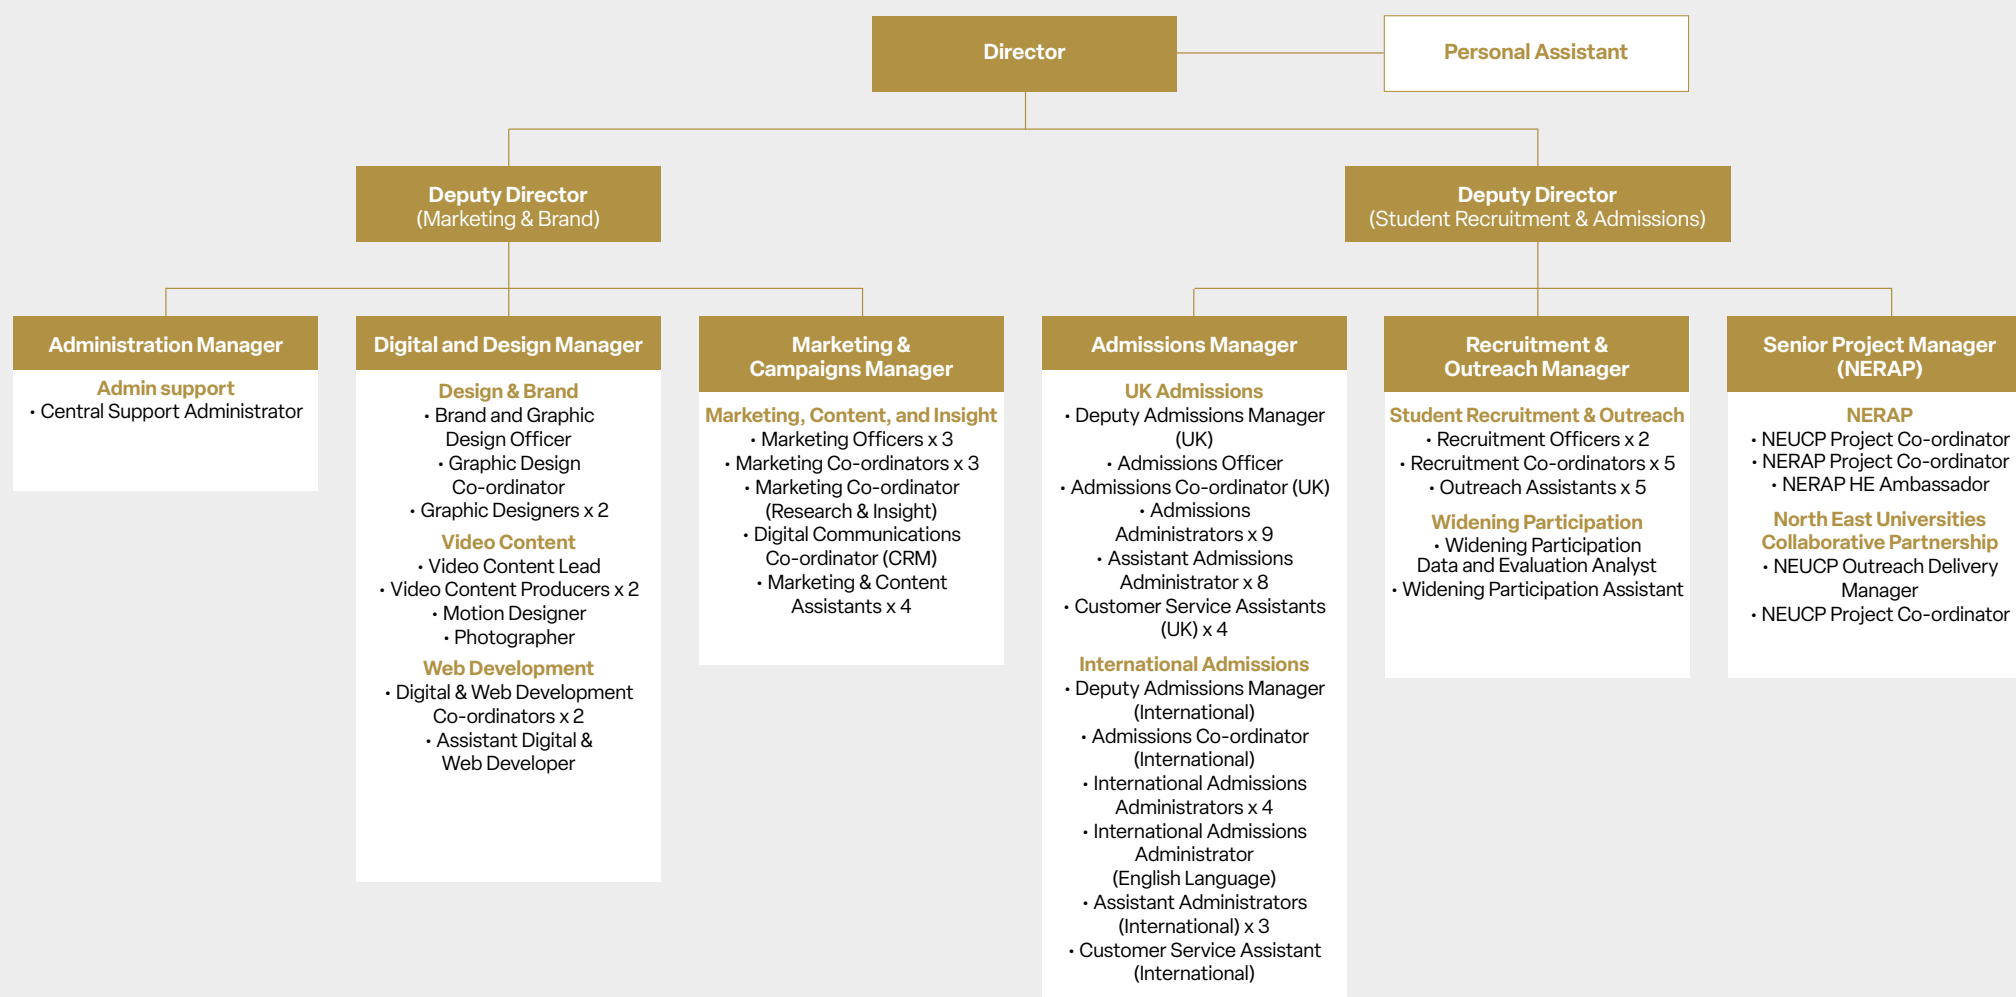 Director
Personal Assistant
Deputy Director
(Marketing & Brand)
Deputy Director
(Student Recruitment & Admissions)
Administration Manager
Admin support
• Central Support Administrator
Digital and Design Manager
Design & Brand
• Brand and Graphic
Design Officer
• Graphic Design
Co-ordinator
• Graphic Designers x 2
Video Content
• Video Content Lead
• Video Content Producers x 2
• Motion Designer
• Photographer
Web Development
• Digital & Web Development
Co-ordinators x 2
• Assistant Digital &
Web Developer
Marketing &
Campaigns Manager
Marketing, Content, and Insight
• Marketing Officers x 3
• Marketing Co-ordinators x 3
• Marketing Co-ordinator
(Research & Insight)
• Digital Communications
Co-ordinator (CRM)
• Marketing & Content
Assistants x 4
Admissions Manager
UK Admissions
• Deputy Admissions Manager
(UK)
• Admissions Officer
• Admissions Co-ordinator (UK)
• Admissions
Administrators x 9
• Assistant Admissions
Administrator x 8
• Customer Service Assistants
(UK) x 4
International Admissions
• Deputy Admissions Manager
(International)
• Admissions Co-ordinator
(International)
• International Admissions
Administrators x 4
• International Admissions
Administrator
(English Language)
• Assistant Administrators
(International) x 3
• Customer Service Assistant
(International)
Recruitment &
Outreach Manager
Student Recruitment & Outreach
• Recruitment Officers x 2
• Recruitment Co-ordinators x 5
• Outreach Assistants x 5
Widening Participation
• Widening Participation
Data and Evaluation Analyst
• Widening Participation Assistant
Senior Project Manager
(NERAP)
NERAP
• NEUCP Project Co-ordinator
• NERAP Project Co-ordinator
• NERAP HE Ambassador
North East Universities
Collaborative Partnership
• NEUCP Outreach Delivery
Manager
• NEUCP Project Co-ordinator